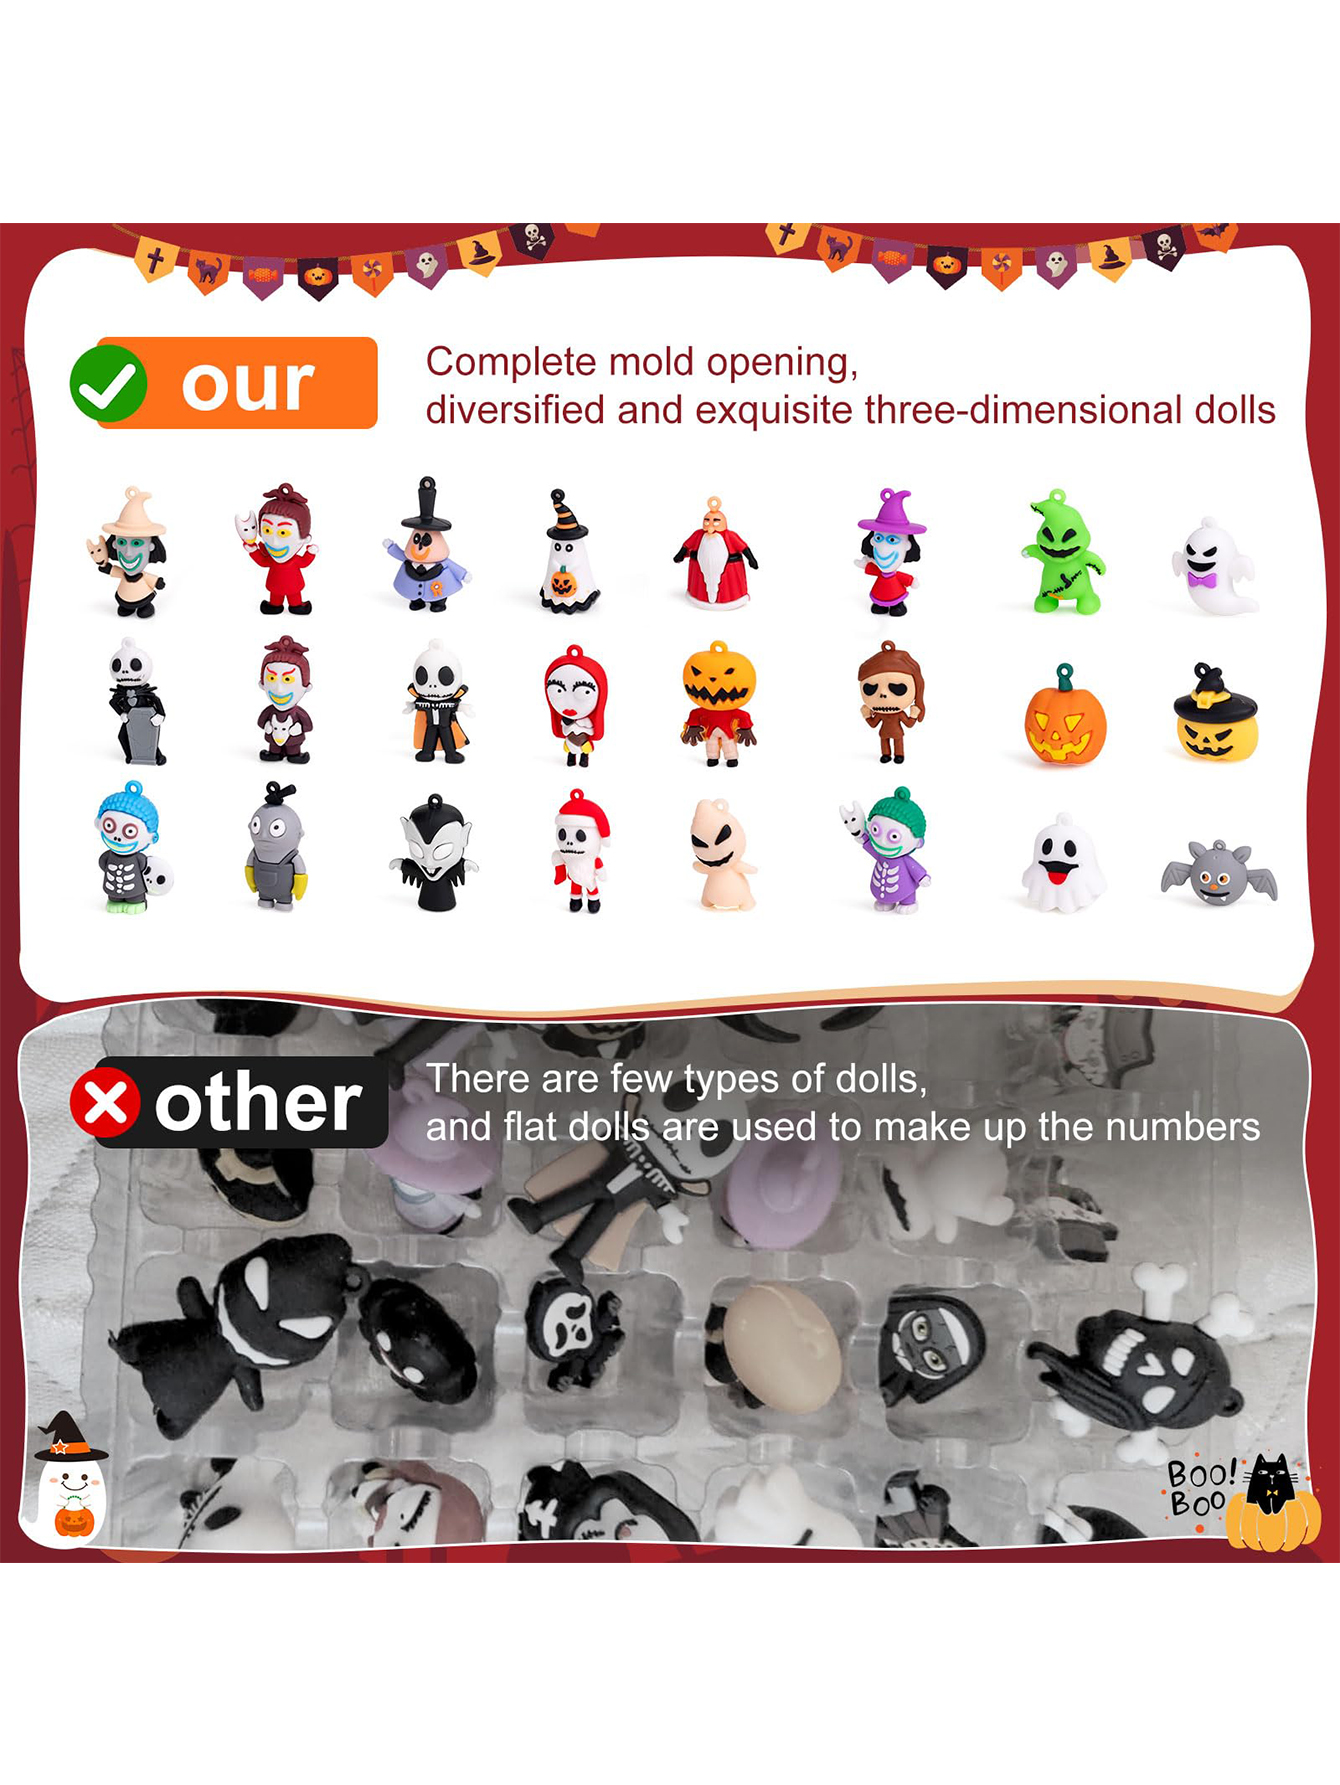 our
Complete mold opening,
diversified and exquisite three-dimensional dolls
other
There are few types of dolls,
and flat dolls are used to make up the numbers
BOO!
BOO